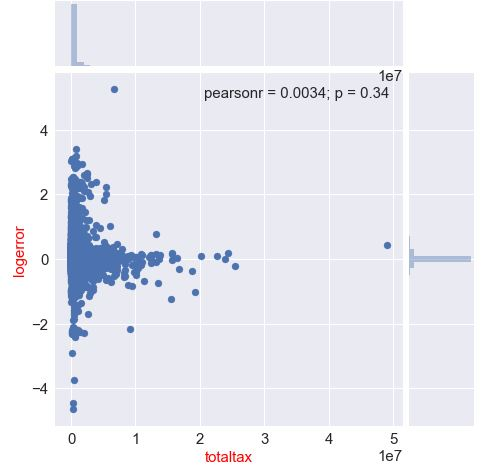 1e7
pearsonr = 0.0034; p = 0.34
4
2
0
−2
−4
logerror
0 1 2 3 4 5
1e7
totaltax